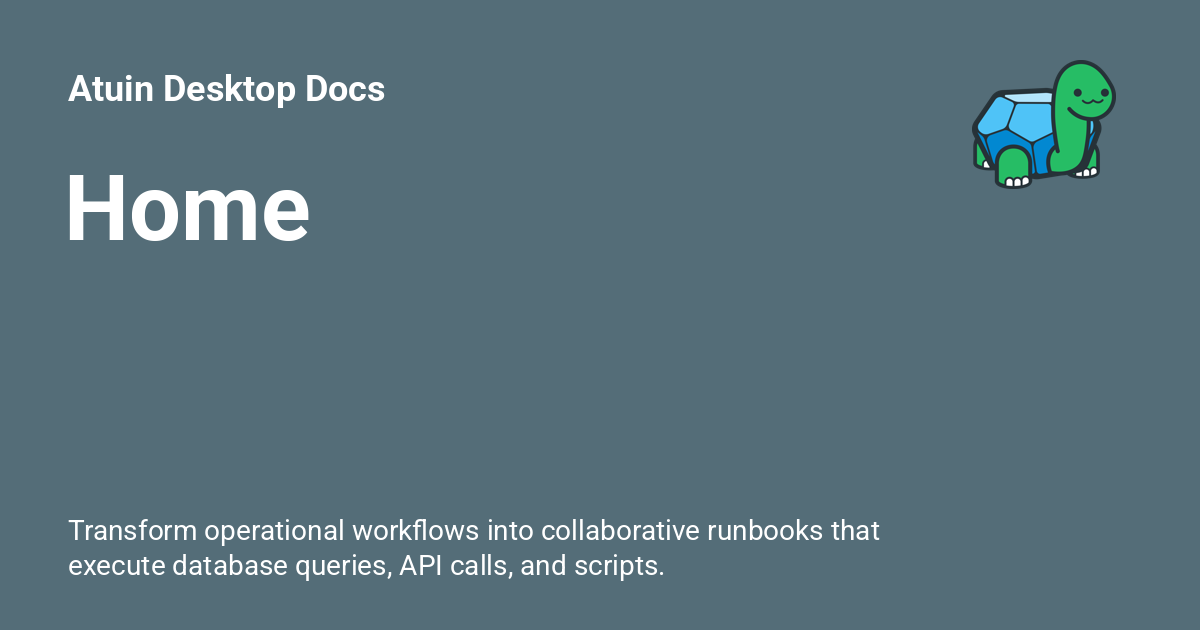 Atuin Desktop Docs
Home
Transform operational workflows into collaborative runbooks that
execute database queries, API calls, and scripts.